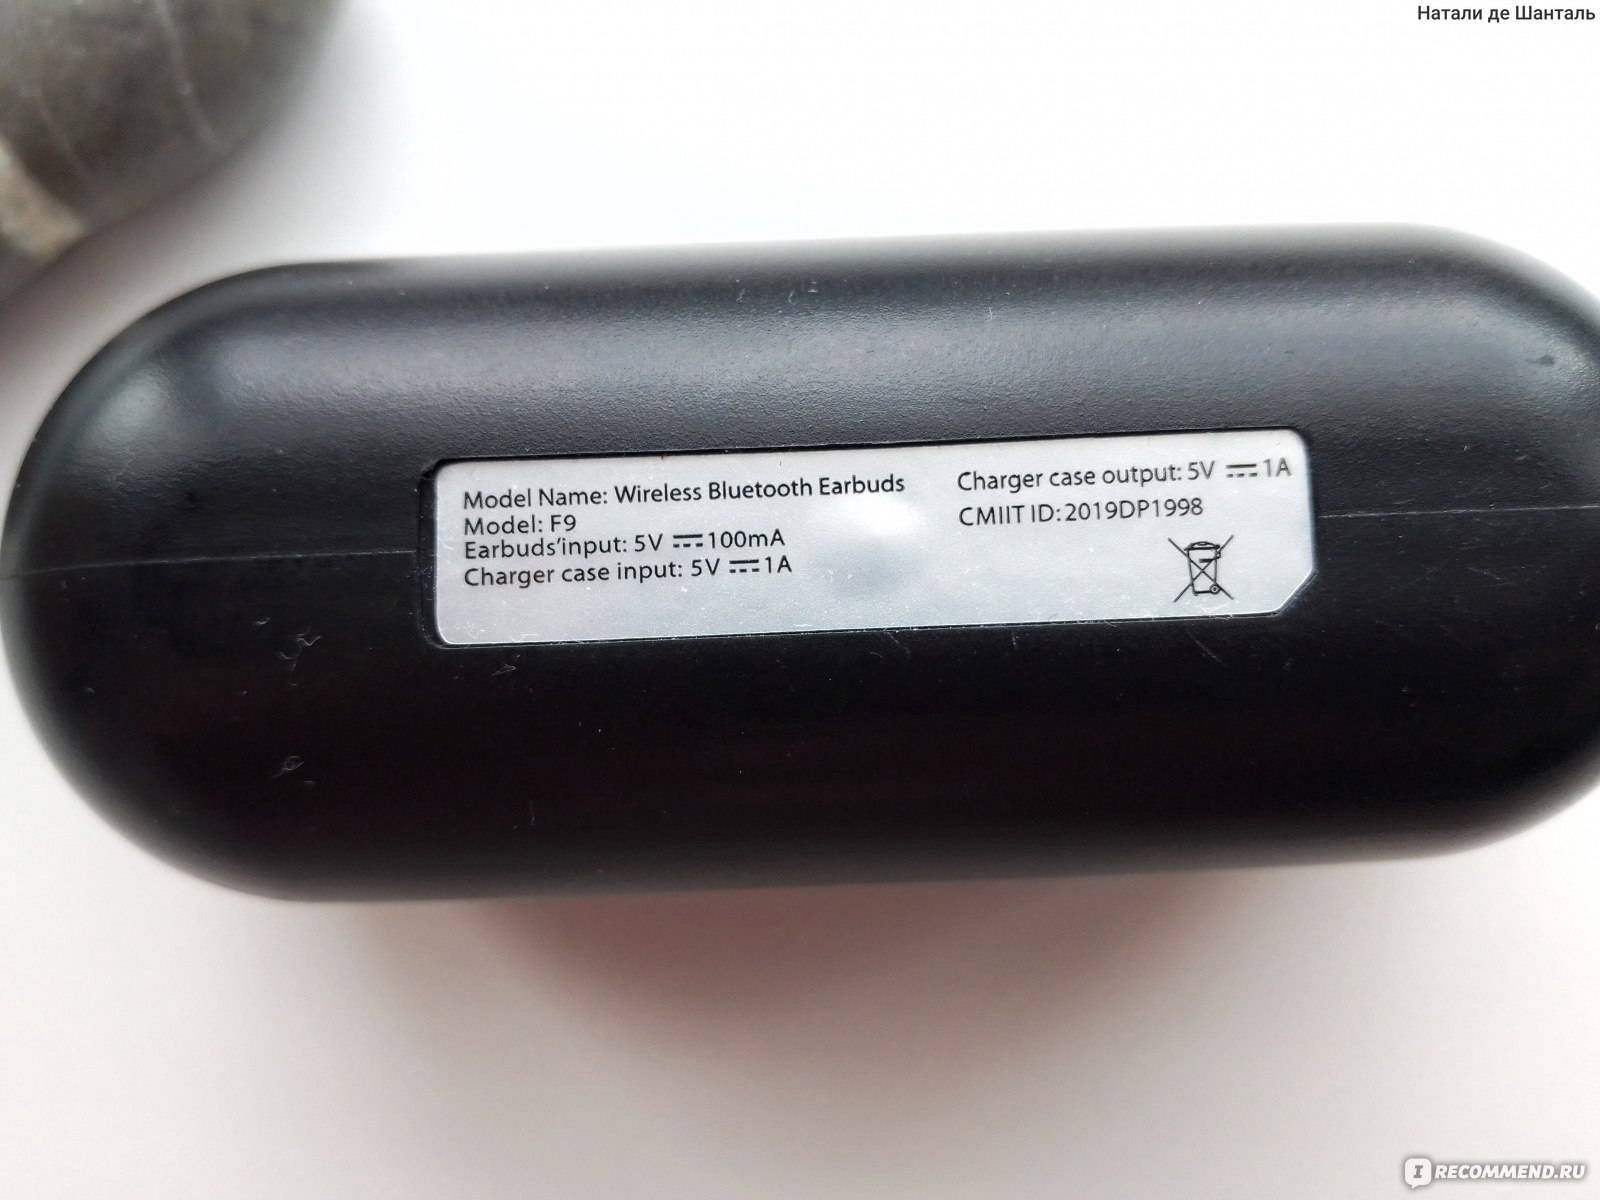 Натали де Шанталь
Model Name: Wireless Bluetooth Earbuds
Model: F9
Earbuds'input: 5V ⎓ 100mA
Charger case input: 5V ⎓ 1A
Charger case output: 5V ⎓ 1A
CMIIT ID:2019DP1998
IRECOMMEND.RU